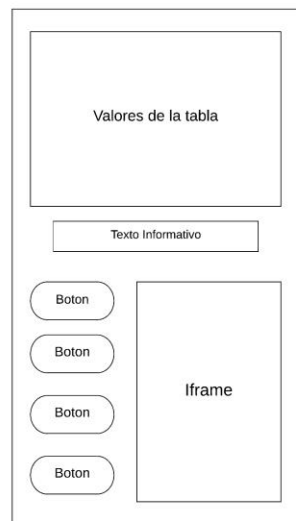 Valores de la tabla
Texto Informativo
Boton
Boton
Boton
Boton
Iframe